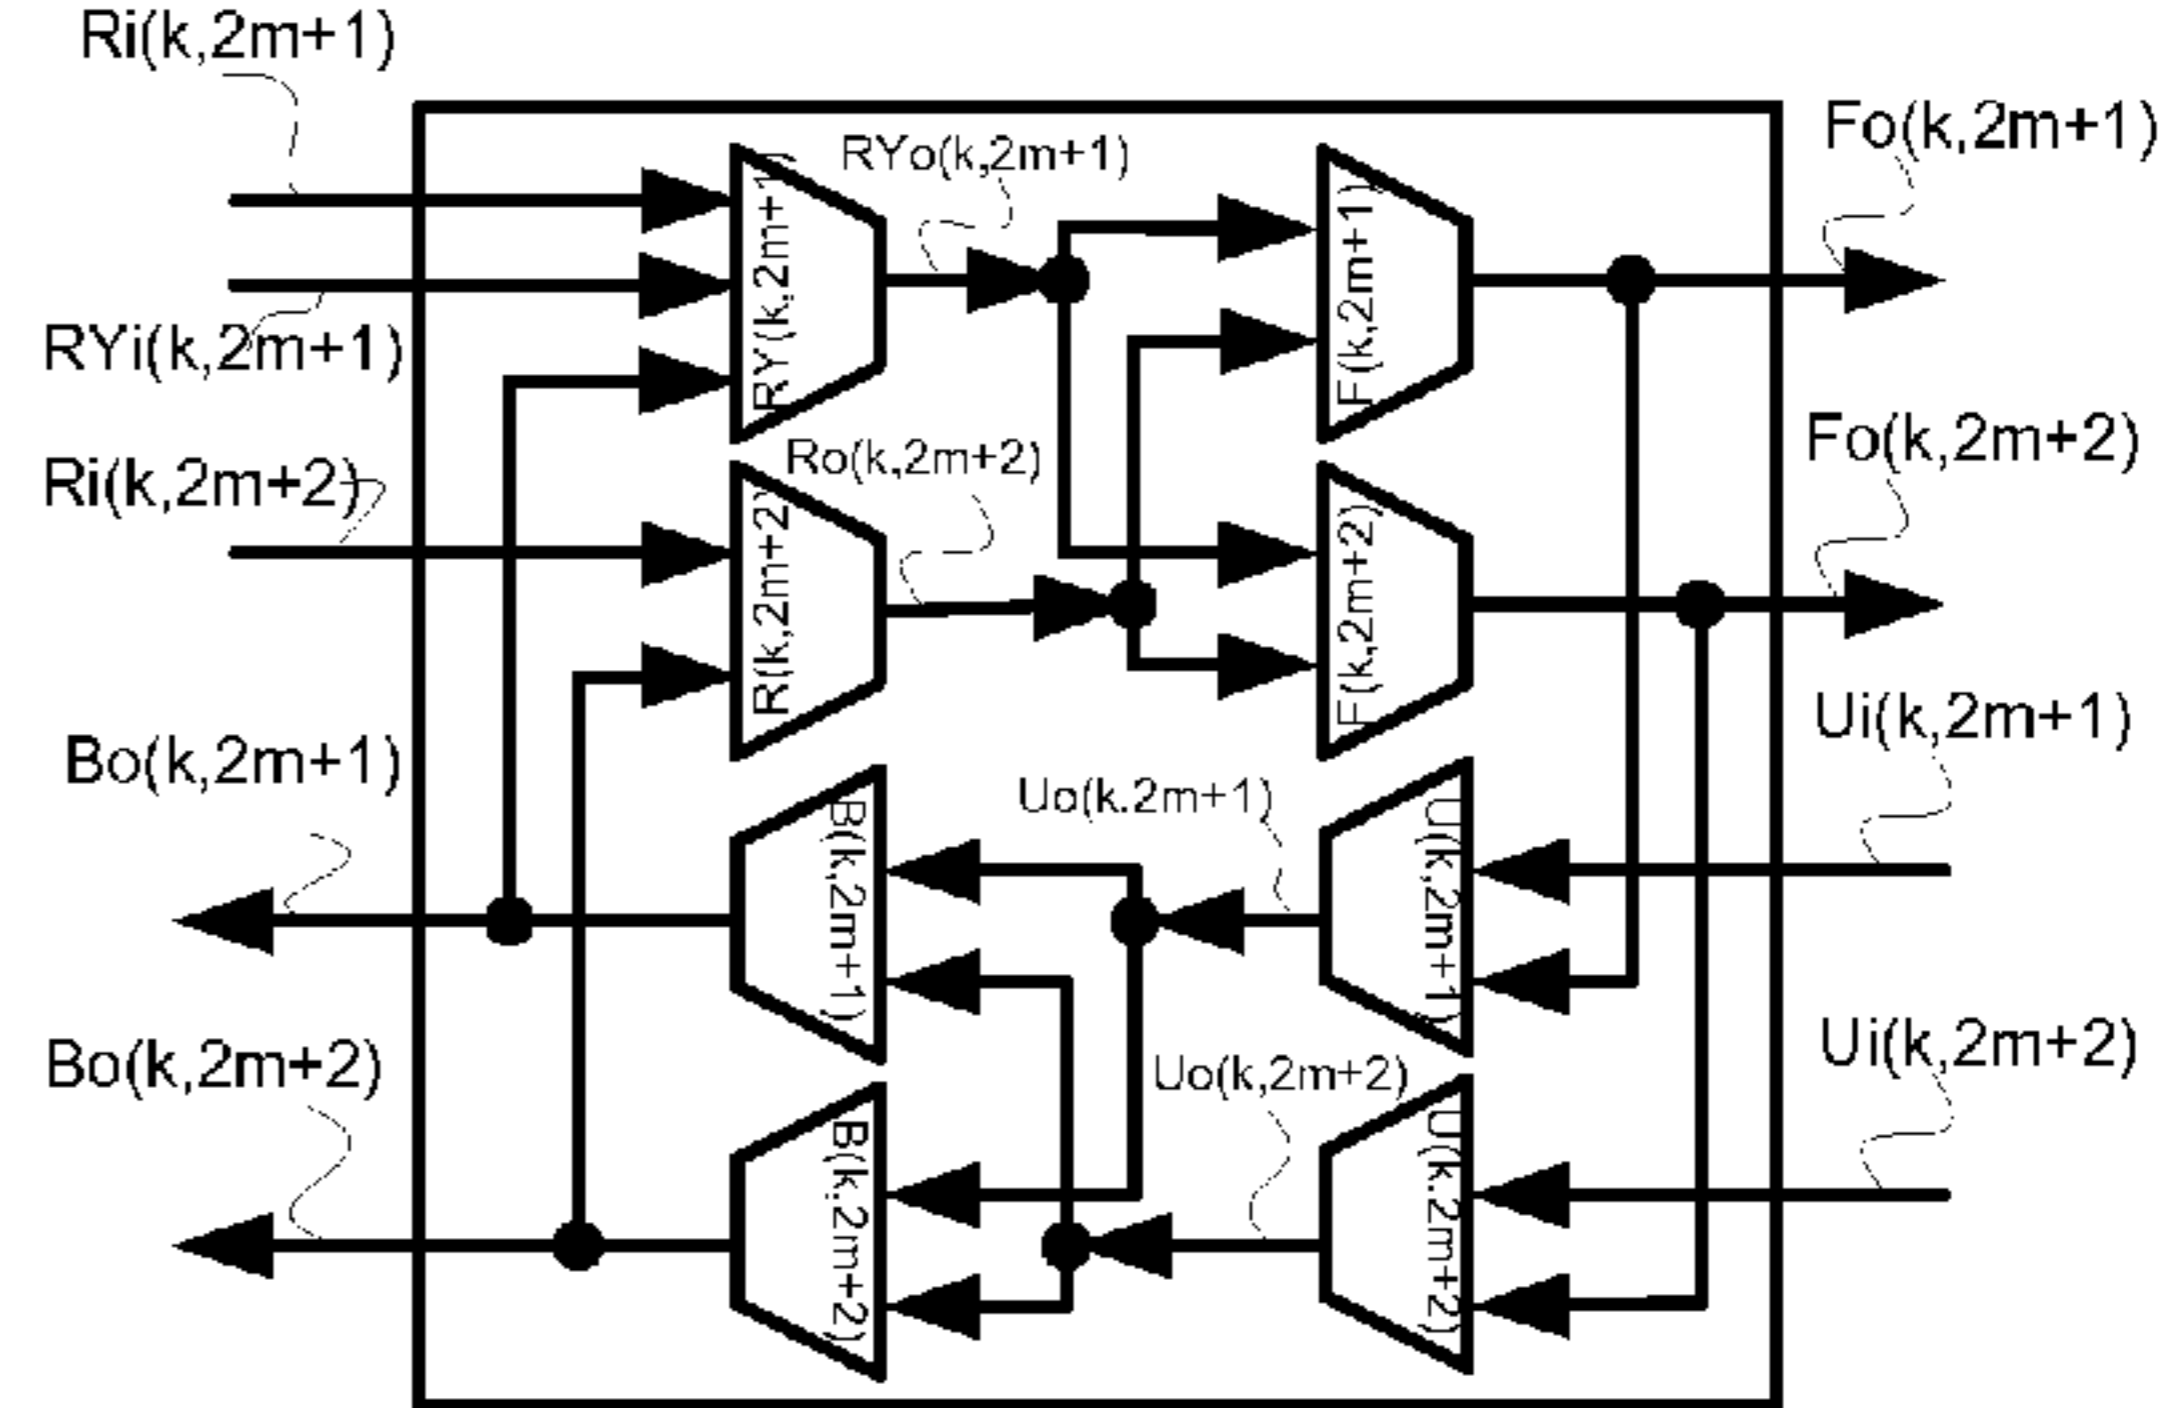 Ri(k,2m+1)
Fo(k,2m+1)
RYo(k,2m+1)
RY(k,2m+1)
F(k,2m+1)
RYi(k,2m+1)
Ri(k,2m+2)
Ro(k,2m+2)
Fo(k,2m+2)
R(k,2m+2)
F(k,2m+2)
Ui(k,2m+1)
Bo(k,2m+1)
Uo(k.2m+1)
B(k,2m+1)
U(k,2m+1)
Bo(k,2m+2)
Uo(k,2m+2)
Ui(k,2m+2)
B(k.2m+2)
U(k.2m+2)